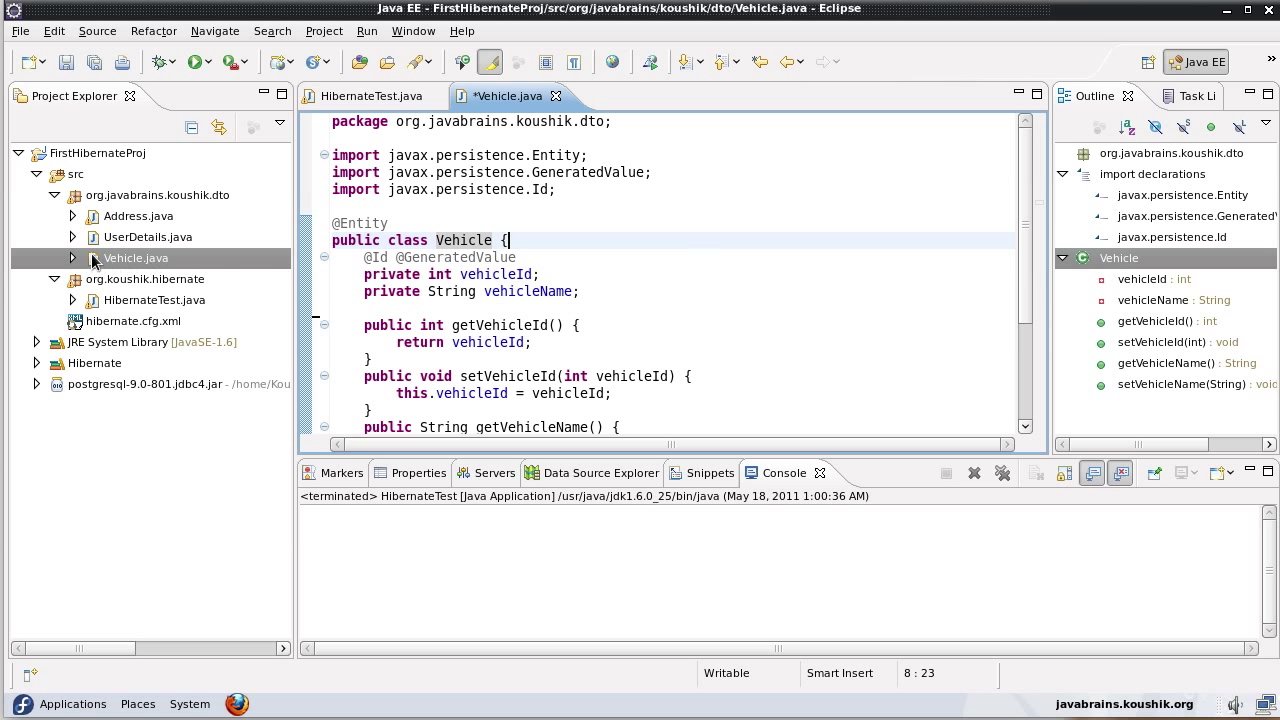 Java EE - FirstHibernateProj/src/org/javabrains/koushik/dto/Vehicle.java - Eclipse
File Edit Source Refactor Navigate Search Project Run Window Help
Java EE
Project Explorer
HibernateTest.java
*Vehicle.java
Outline
Task Li
FirstHibernateProj
src
org.javabrains.koushik.dto
Address.java
UserDetails.java
Vehicle.java
org.koushik.hibernate
HibernateTest.java
hibernate.cfg.xml
JRE System Library [JavaSE-1.6]
Hibernate
postgresql-9.0-801.jdbc4.jar - /home/Kou
package org.javabrains.koushik.dto;
import javax.persistence.Entity;
import javax.persistence.GeneratedValue;
import javax.persistence.Id;
@Entity
public class Vehicle {
@Id @GeneratedValue
private int vehicleId;
private String vehicleName;
public int getVehicleId() {
return vehicleId;
}
public void setVehicleId(int vehicleId) {
this.vehicleId = vehicleId;
}
public String getVehicleName() {
org.javabrains.koushik.dto
import declarations
javax.persistence.Entity
javax.persistence.GeneratedV
javax.persistence.Id
Vehicle
vehicleId : int
vehicleName : String
getVehicleId() : int
setVehicleId(int) : void
getVehicleName() : String
setVehicleName(String) : void
Markers Properties Servers Data Source Explorer Snippets Console
<terminated> HibernateTest [Java Application] /usr/java/jdk1.6.0_25/bin/java (May 18, 2011 1:00:36 AM)
Writable Smart Insert 8 : 23
Applications Places System javabrains.koushik.org